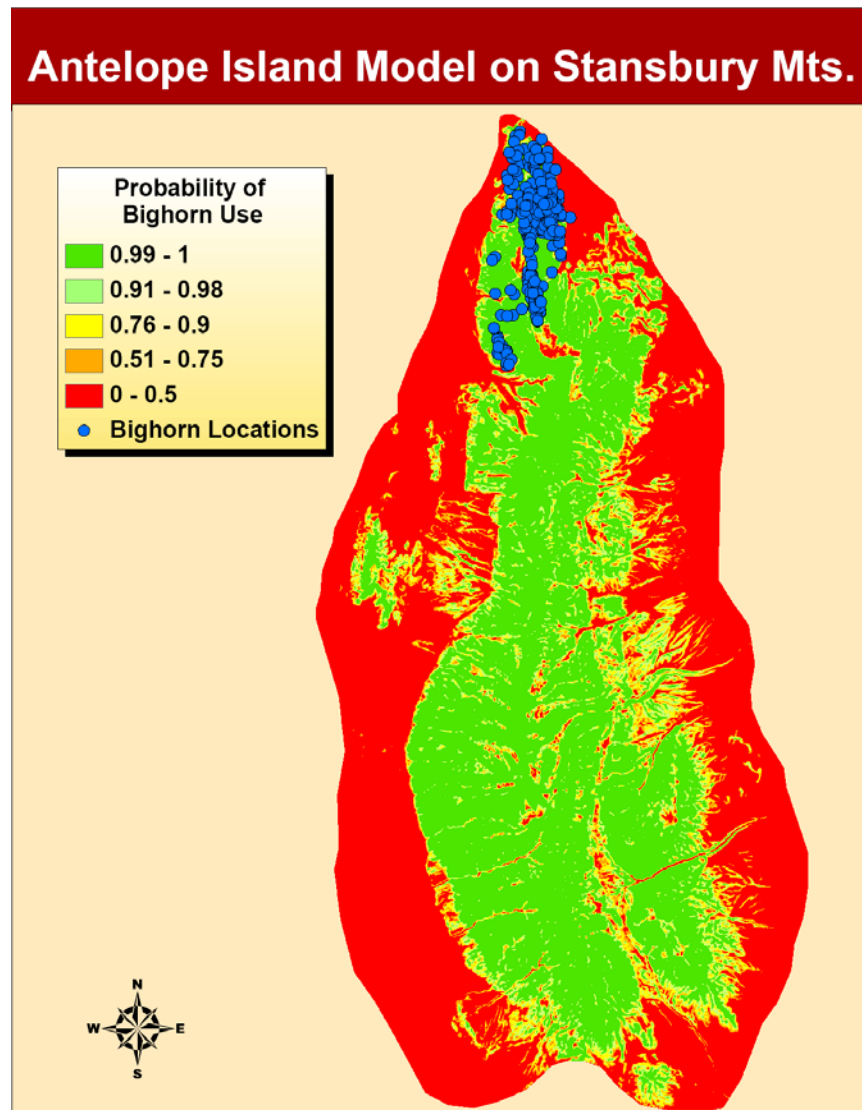 Antelope Island Model on Stansbury Mts.
Probability of
Bighorn Use
0.99 - 1
0.91 - 0.98
0.76 - 0.9
0.51 - 0.75
0 - 0.5
Bighorn Locations
N
W E
S